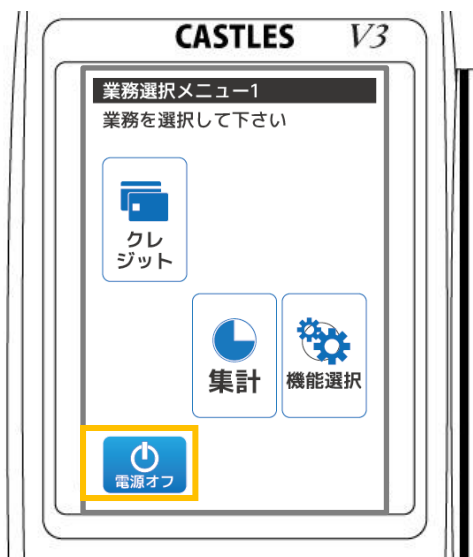 CASTLES V3
業務選択メニュー1
業務を選択して下さい
クレ
ジット
集計
機能選択
電源オフ